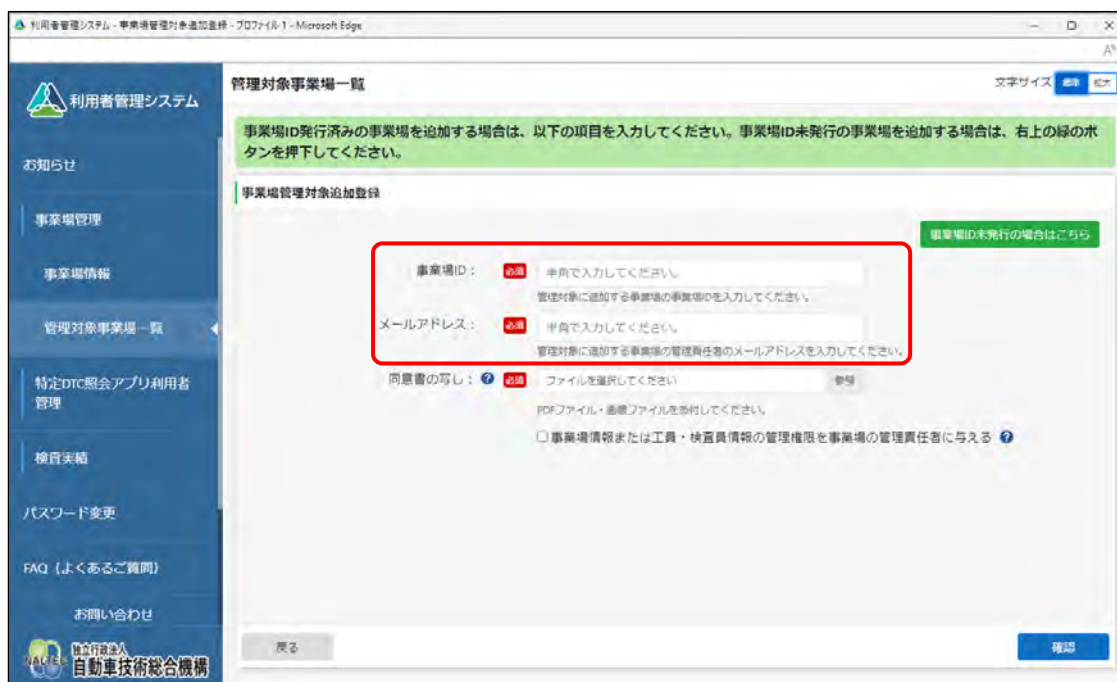 利用者管理システム - 事業場管理対象追加登録 - プロファイル 1 - Microsoft Edge
利用者管理システム
管理対象事業場一覧
文字サイズ 標準 拡大
事業場ID発行済みの事業場を追加する場合は、以下の項目を入力してください。事業場ID未発行の事業場を追加する場合は、右上の緑のボ
タンを押下してください。
お知らせ
事業場管理対象追加登録
事業場管理
事業場ID未発行の場合はこちら
事業場情報
事業場ID： 必須 半角で入力してください。
管理対象に追加する事業場の事業場IDを入力してください。
管理対象事業場一覧
メールアドレス： 必須 半角で入力してください。
管理対象に追加する事業場の管理責任者のメールアドレスを入力してください。
特定DTC照会アプリ利用者
管理
同意書の写し： ? 必須 ファイルを選択してください 参照
PDFファイル・画像ファイルを添付してください。
事業場情報または工員・検査員情報の管理権限を事業場の管理責任者に与える ?
検査実績
パスワード変更
FAQ（よくあるご質問）
お問い合わせ
戻る
確認
NALTEC
独立行政法人
自動車技術総合機構